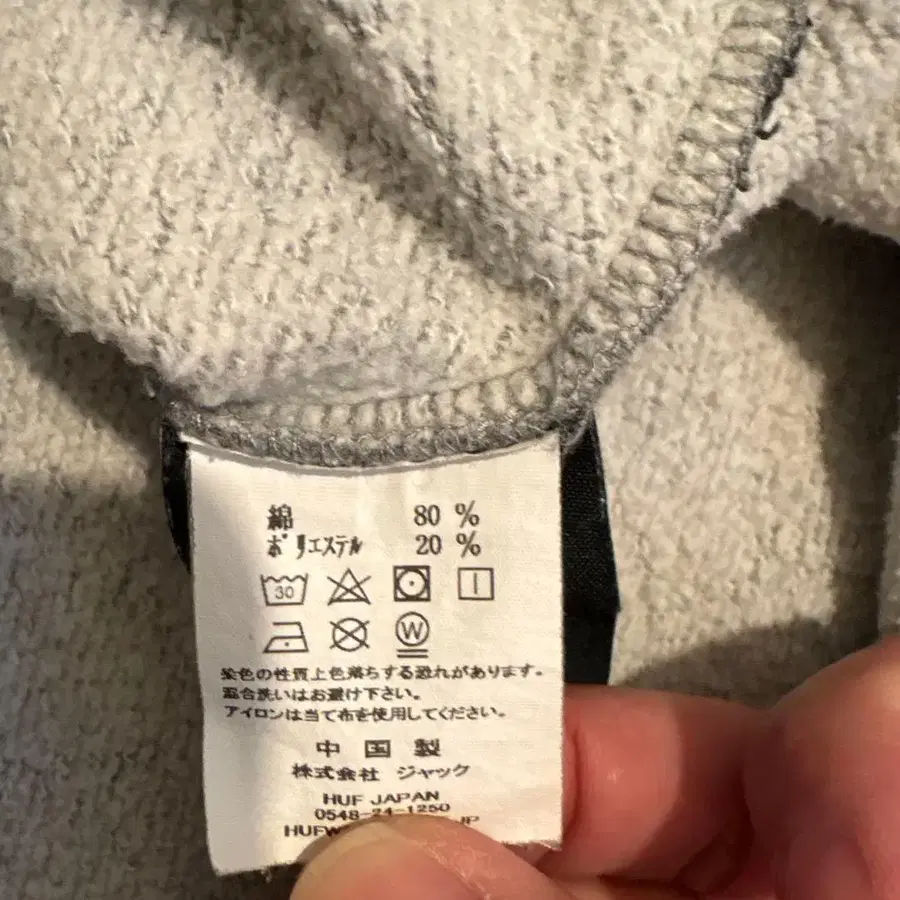 綿 80 %
ポリエステル 20 %
30
W
染色の性質上色落ちする恐れがあります。
混合洗いはお避け下さい。
アイロンは当て布を使用してください。
中国製
株式会社 ジャック
HUF JAPAN
0548-24-1250